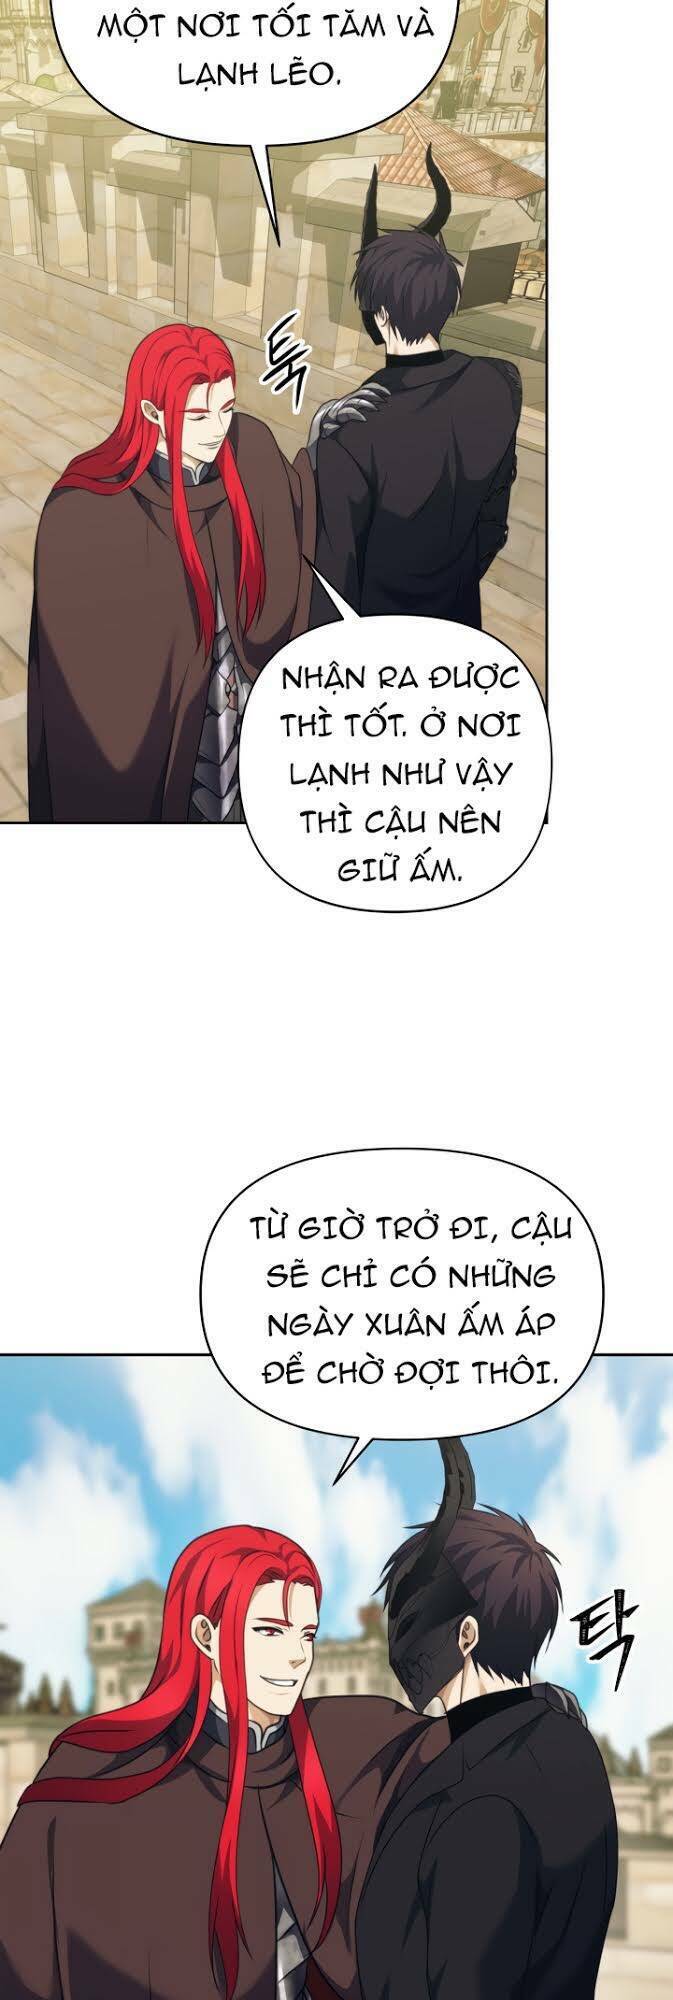 MỘT NƠI TỐI TĂM VÀ
LẠNH LẼO.
툭
NHẬN RA ĐƯỢC
THÌ TỐT. Ở NƠI
LẠNH NHƯ VẬY
THÌ CẬU NÊN
GIỮ ẤM.
TỪ GIỜ TRỞ ĐI, CẬU
SẼ CHỈ CÓ NHỮNG
NGÀY XUÂN ẤM ÁP
ĐỂ CHỜ ĐỢI THÔI.
탁